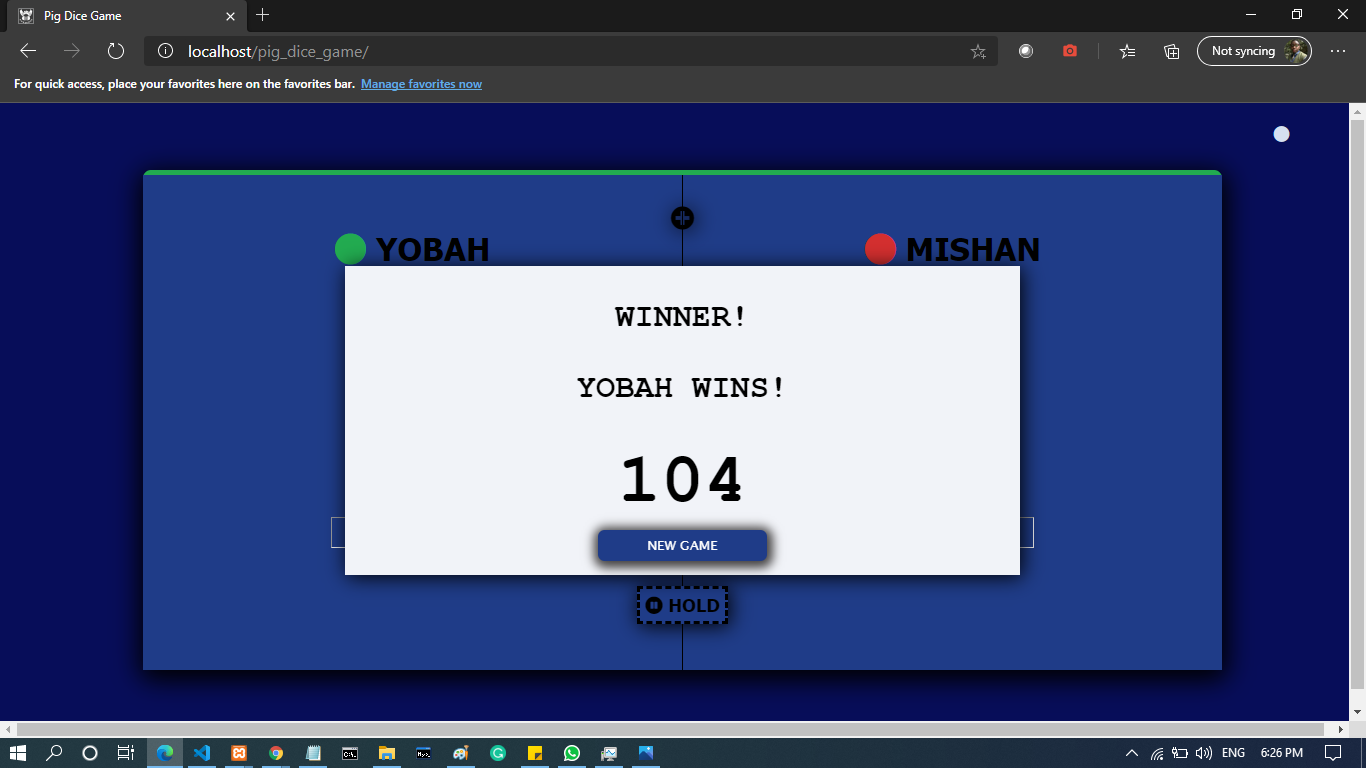 Pig Dice Game
localhost/pig_dice_game/
Not syncing
For quick access, place your favorites here on the favorites bar. Manage favorites now
YOBAH
MISHAN
WINNER!
YOBAH WINS!
104
NEW GAME
HOLD
ENG
6:26 PM